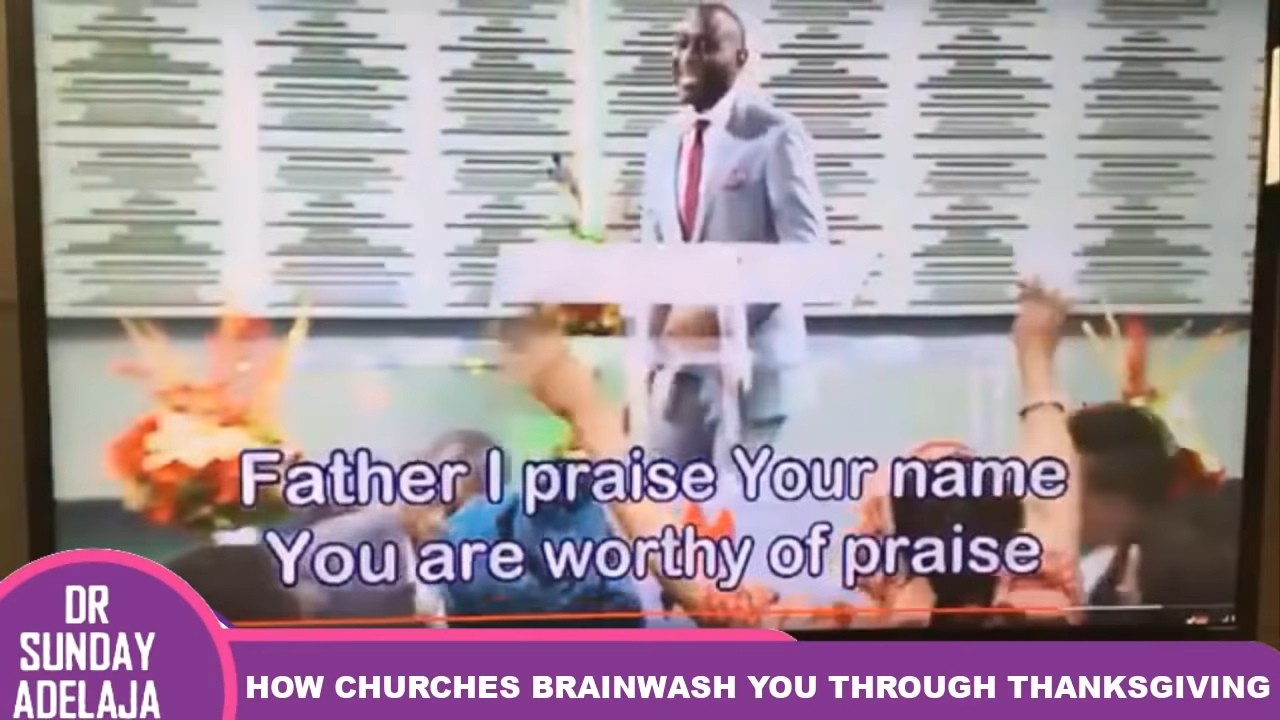 Father I praise Your name
You are worthy of praise
DR
SUNDAY
ADELAJA
HOW CHURCHES BRAINWASH YOU THROUGH THANKSGIVING